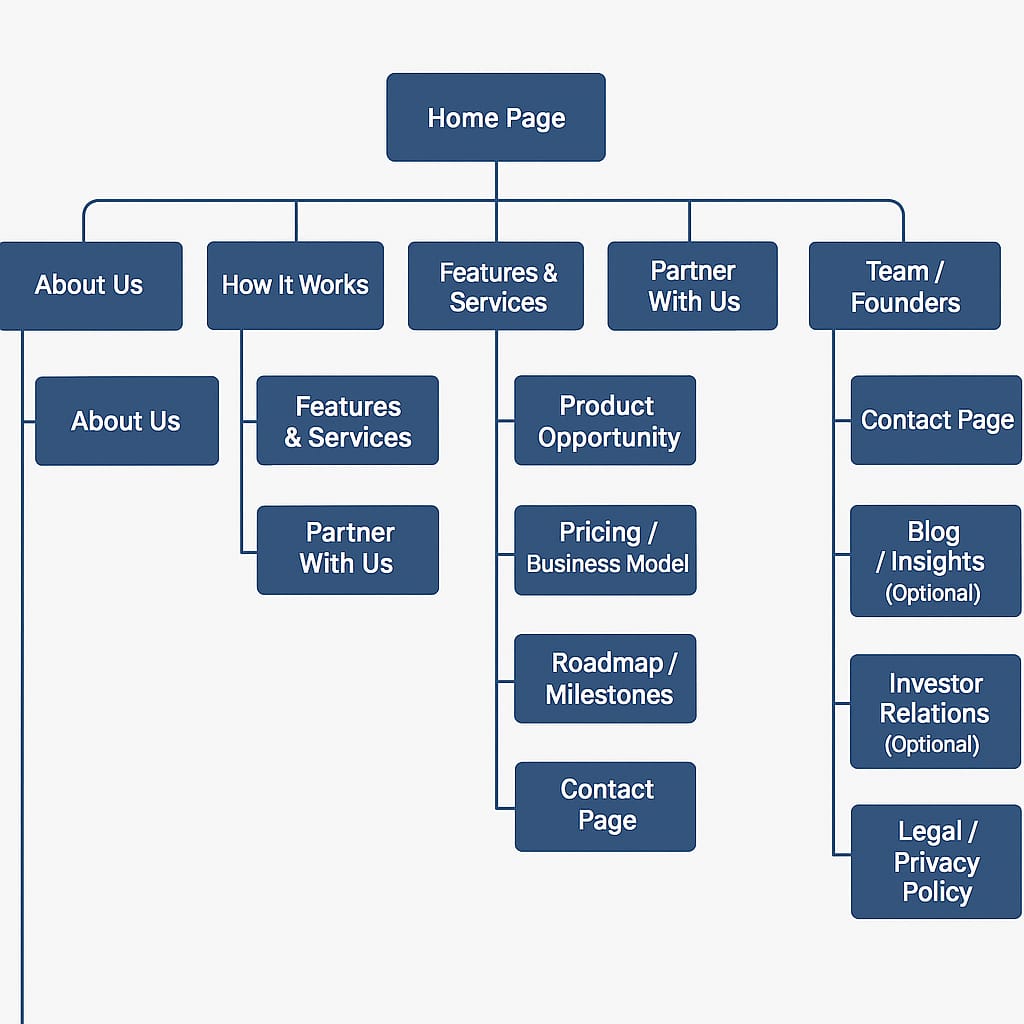 Home Page
About Us
How It Works
Features &
Services
Partner
With Us
Team /
Founders
About Us
Features
& Services
Partner
With Us
Product
Opportunity
Pricing /
Business Model
Roadmap /
Milestones
Contact
Page
Contact Page
Blog
/ Insights
(Optional)
Investor
Relations
(Optional)
Legal /
Privacy
Policy